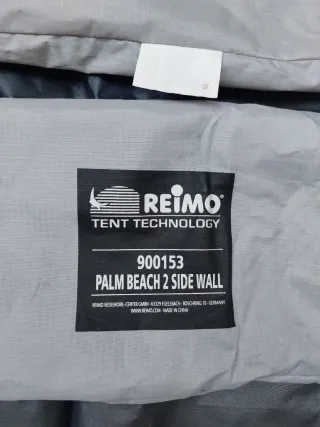 REIMO®
TENT TECHNOLOGY
900153
PALM BEACH 2 SIDE WALL
REIMO REISEMOBIL-CENTER GMBH - 63329 EGELSBACH - BOSCHRING 10 - GERMANY
WWW.REIMO.COM - MADE IN CHINA